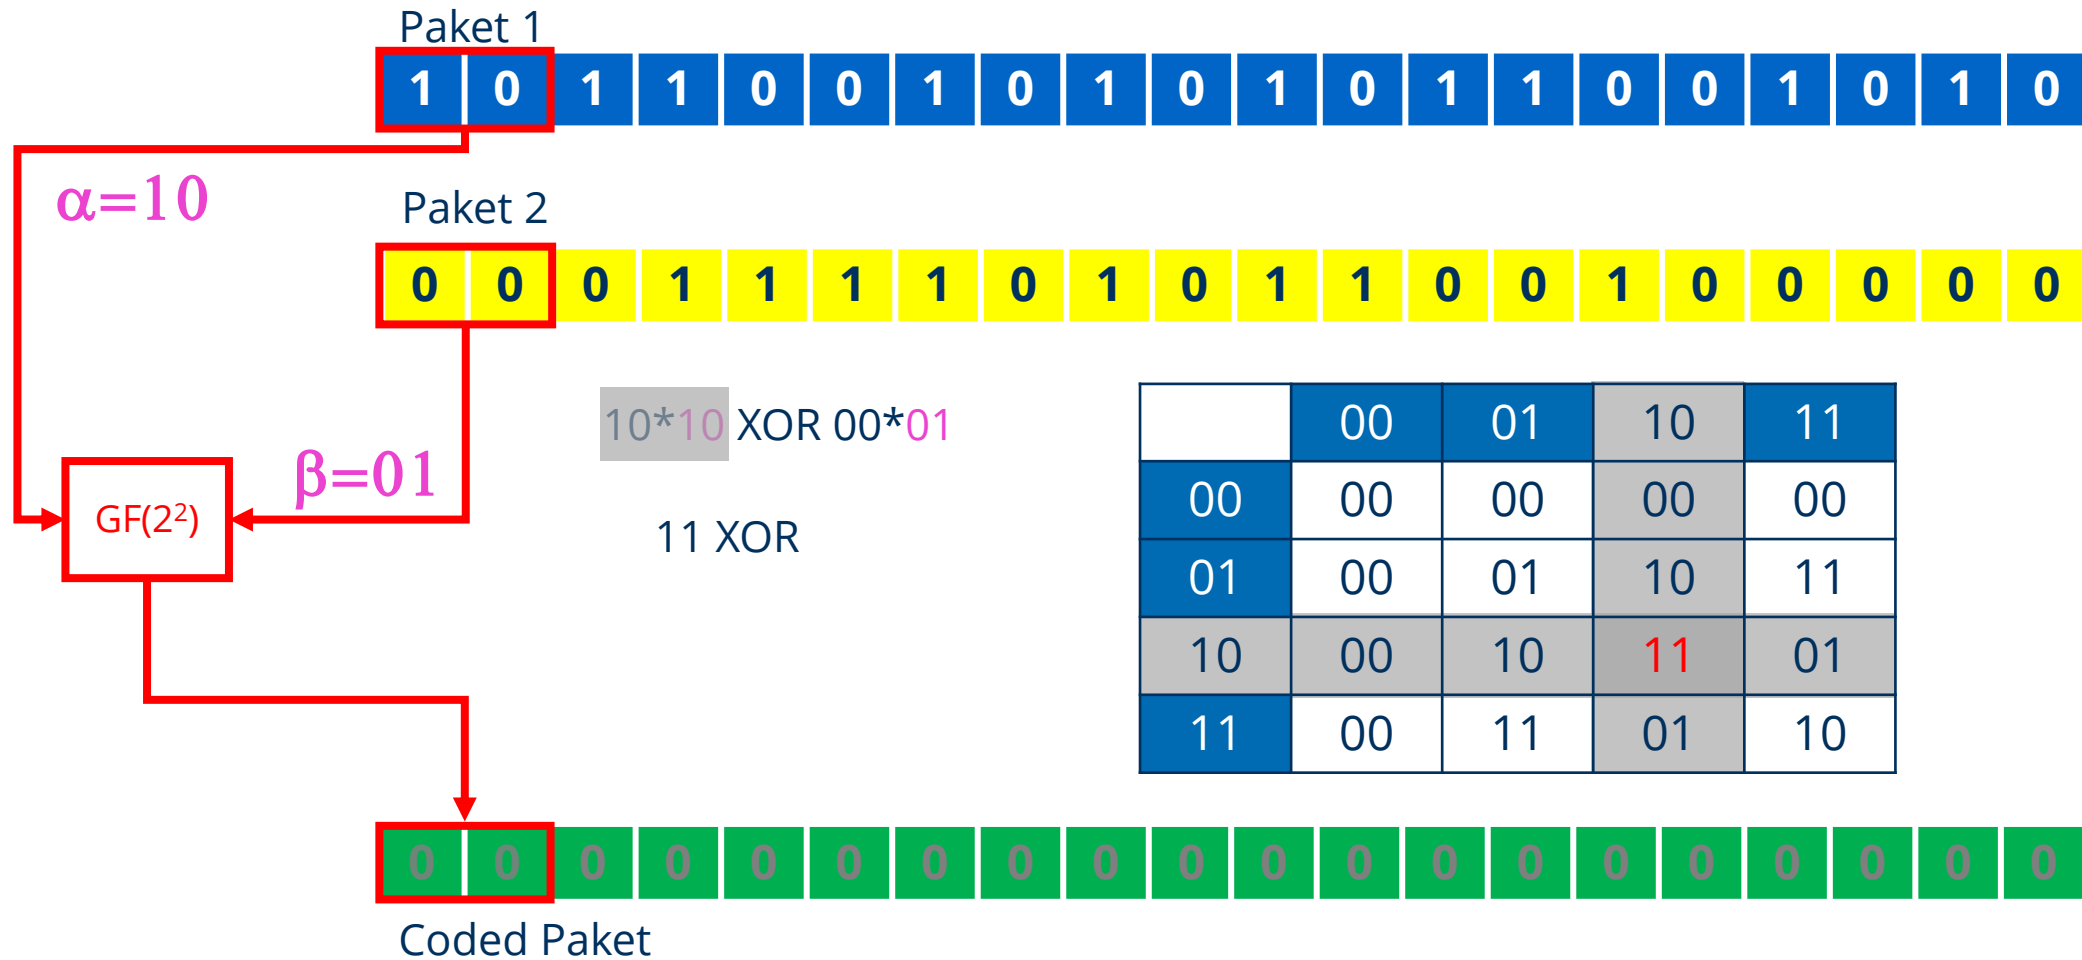 Paket 1
1 0 1 1 0 0 1 0 1 0 1 0 1 1 0 0 1 0 1 0
α=10
Paket 2
0 0 0 1 1 1 1 0 1 0 1 1 0 0 1 0 0 0 0 0
10*10 XOR 00*01
11 XOR
β=01
GF(2²)
00 01 10 11
00 00 00 00 00
01 00 01 10 11
10 00 10 11 01
11 00 11 01 10
0 0 0 0 0 0 0 0 0 0 0 0 0 0 0 0 0 0 0 0
Coded Paket